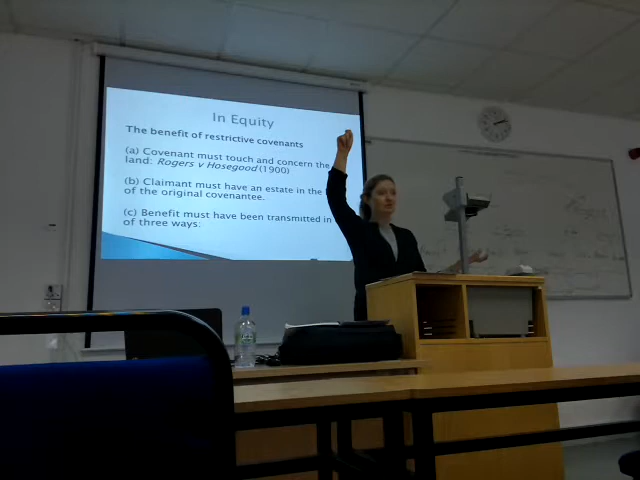 In Equity
The benefit of restrictive covenants
(a) Covenant must touch and concern the
land: Rogers v Hosegood (1900)
(b) Claimant must have an estate in the
of the original covenantee.
(c) Benefit must have been transmitted in
of three ways: